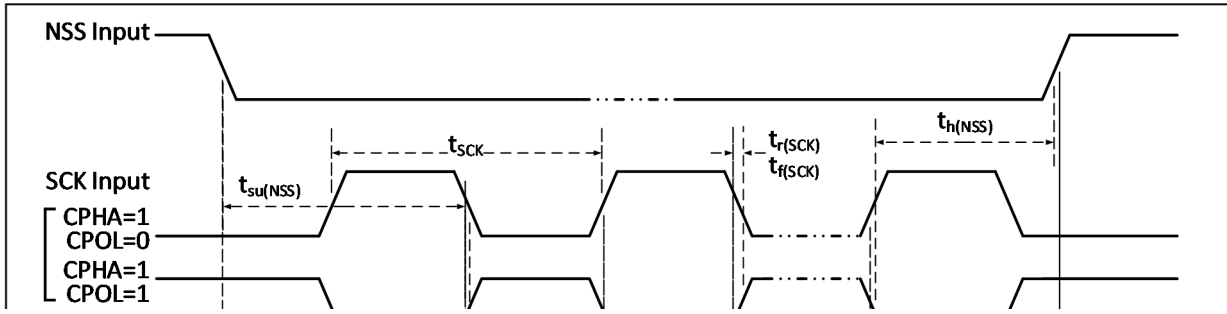 NSS Input
th(NSS)
tSCK
tr(SCK)
tf(SCK)
SCK Input
tsu(NSS)
CPHA=1
CPOL=0
CPHA=1
CPOL=1